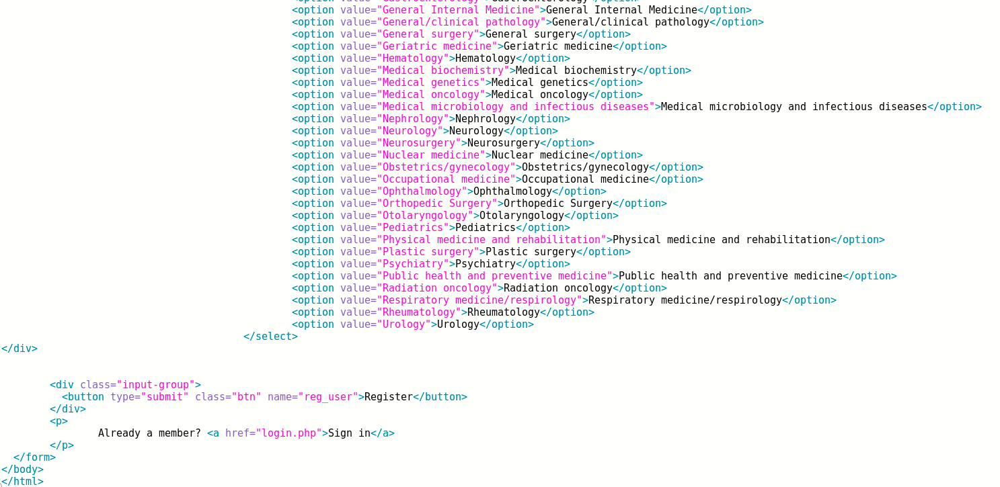 <option value="Gastroenterology">Gastroenterology</option>
<option value="General Internal Medicine">General Internal Medicine</option>
<option value="General/clinical pathology">General/clinical pathology</option>
<option value="General surgery">General surgery</option>
<option value="Geriatric medicine">Geriatric medicine</option>
<option value="Hematology">Hematology</option>
<option value="Medical biochemistry">Medical biochemistry</option>
<option value="Medical genetics">Medical genetics</option>
<option value="Medical oncology">Medical oncology</option>
<option value="Medical microbiology and infectious diseases">Medical microbiology and infectious diseases</option>
<option value="Nephrology">Nephrology</option>
<option value="Neurology">Neurology</option>
<option value="Neurosurgery">Neurosurgery</option>
<option value="Nuclear medicine">Nuclear medicine</option>
<option value="Obstetrics/gynecology">Obstetrics/gynecology</option>
<option value="Occupational medicine">Occupational medicine</option>
<option value="Ophthalmology">Ophthalmology</option>
<option value="Orthopedic Surgery">Orthopedic Surgery</option>
<option value="Otolaryngology">Otolaryngology</option>
<option value="Pediatrics">Pediatrics</option>
<option value="Physical medicine and rehabilitation">Physical medicine and rehabilitation</option>
<option value="Plastic surgery">Plastic surgery</option>
<option value="Psychiatry">Psychiatry</option>
<option value="Public health and preventive medicine">Public health and preventive medicine</option>
<option value="Radiation oncology">Radiation oncology</option>
<option value="Respiratory medicine/respirology">Respiratory medicine/respirology</option>
<option value="Rheumatology">Rheumatology</option>
<option value="Urology">Urology</option>
</select>
</div>
<div class="input-group">
<button type="submit" class="btn" name="reg_user">Register</button>
</div>
<p>
Already a member? <a href="login.php">Sign in</a>
</p>
</form>
</body>
</html>